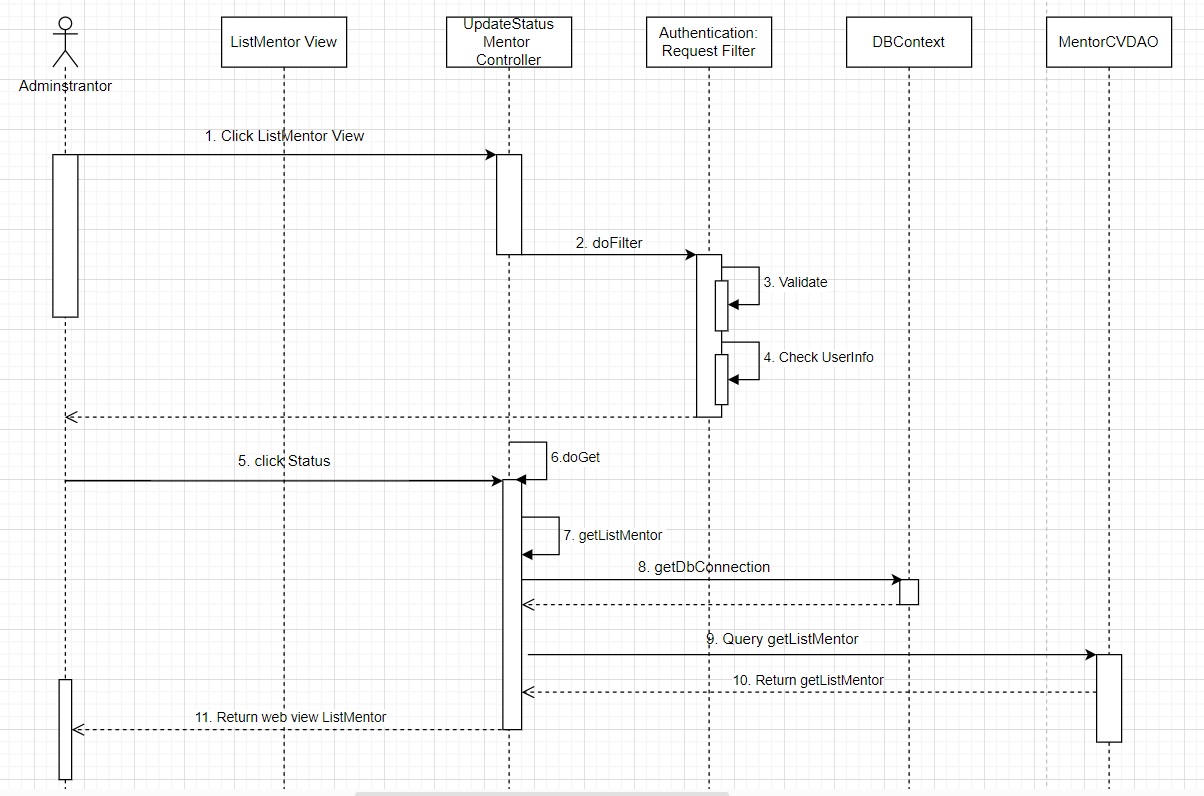 ListMentor View
UpdateStatus
Mentor
Controller
Authentication:
Request Filter
DBContext
MentorCVDAO
Adminstrantor
1. Click ListMentor View
2. doFilter
3. Validate
4. Check UserInfo
5. click Status
6.doGet
7. getListMentor
8. getDbConnection
9. Query getListMentor
10. Return getListMentor
11. Return web view ListMentor